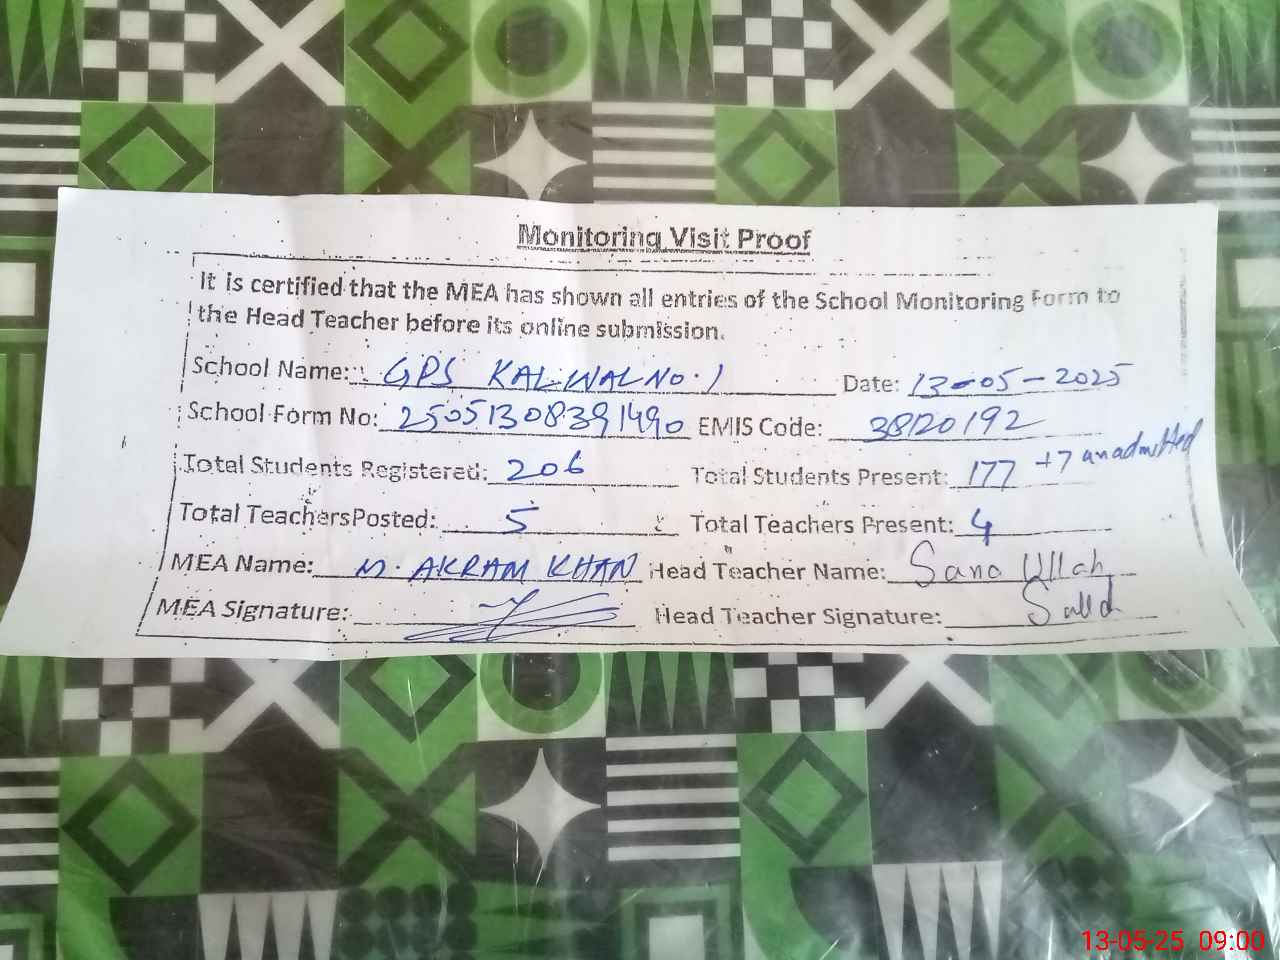 Monitoring Visit Proof
It is certified that the MEA has shown all entries of the School Monitoring Form to
the Head Teacher before its online submission.
School Name: GPS KALWAL NO. 1 Date: 13-05-2025
School Form No: 25051308391490 EMIS Code: 38120192
Total Students Registered: 206 Total Students Present: 177 +7 unadmitted
Total Teachers Posted: 5 Total Teachers Present: 4
MEA Name: M. AKRAM KHAN Head Teacher Name: Sana Ullah
MEA Signature: Head Teacher Signature:
13-05-25 09:00